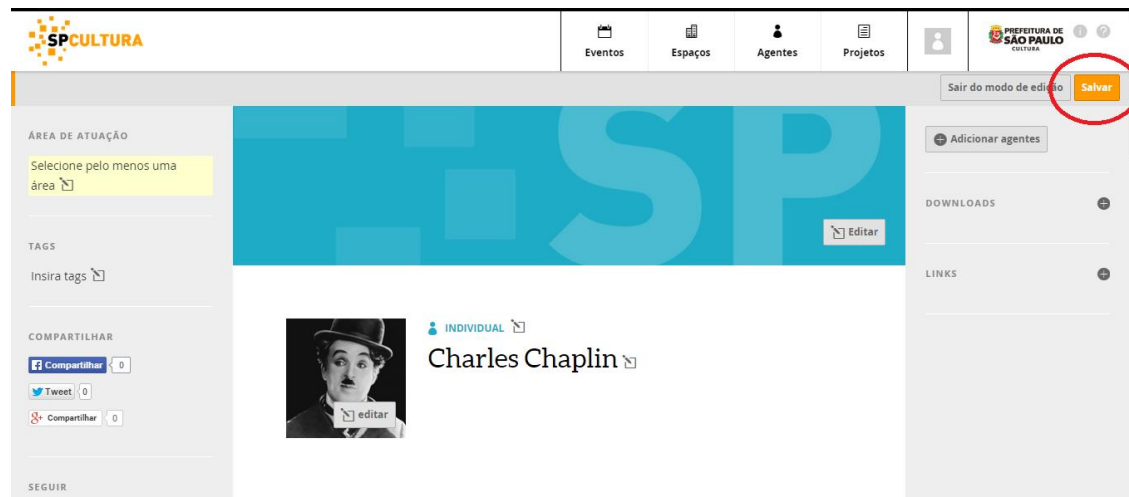 SPCULTURA
Eventos
Espaços
Agentes
Projetos
PREFEITURA DE
SÃO PAULO
CULTURA
Sair do modo de edição
Salvar
ÁREA DE ATUAÇÃO
Selecione pelo menos uma
área
TAGS
Insira tags
COMPARTILHAR
Compartilhar 0
Tweet 0
Compartilhar 0
SEGUIR
SP
Editar
INDIVIDUAL
Charles Chaplin
editar
Adicionar agentes
DOWNLOADS
LINKS